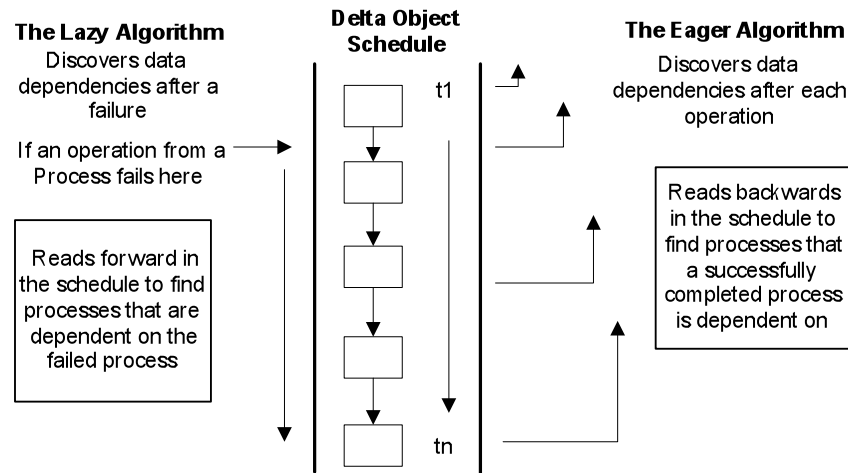 The Lazy Algorithm
Discovers data
dependencies after a
failure
If an operation from a
Process fails here
Reads forward in
the schedule to find
processes that are
dependent on the
failed process
Delta Object
Schedule
t1
tn
The Eager Algorithm
Discovers data
dependencies after each
operation
Reads backwards
in the schedule to
find processes that
a successfully
completed process
is dependent on